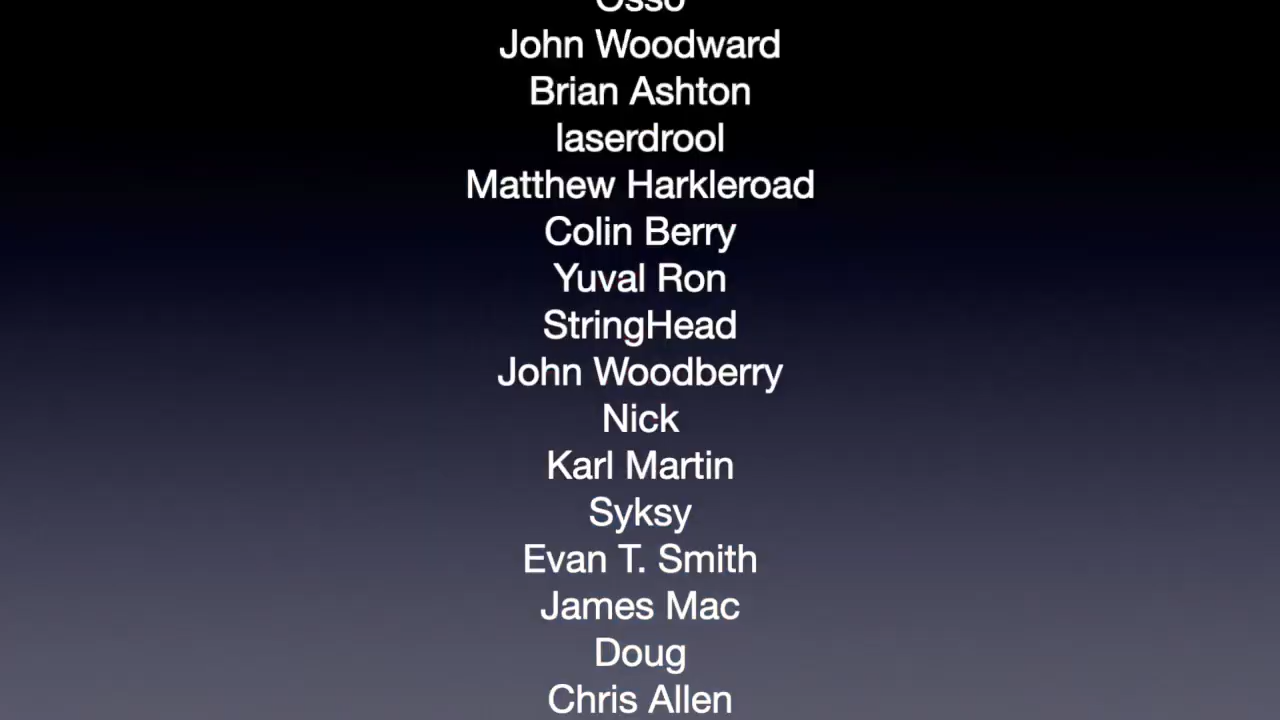 Osso
John Woodward
Brian Ashton
laserdrool
Matthew Harkleroad
Colin Berry
Yuval Ron
StringHead
John Woodberry
Nick
Karl Martin
Syksy
Evan T. Smith
James Mac
Doug
Chris Allen